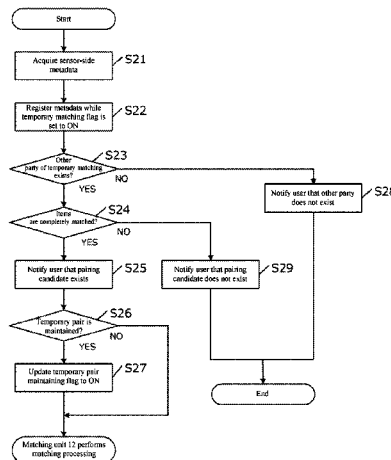 Start
S21
Acquire sensor-side
metadata
S22
Register metadata while
temporary matching flag is
set to ON
S23
Other
party of temporary matching
exists?
YES
NO
S28
Notify user that other party
does not exist
S24
Items
are completely matched?
YES
NO
S25
Notify user that pairing
candidate exists
S29
Notify user that pairing
candidate does not exist
S26
Temporary pair is
maintained?
YES
NO
S27
Update temporary pair
maintaining flag to ON
End
Matching unit 12 performs
matching processing